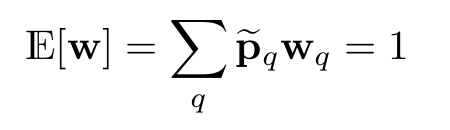 𝔼[𝐰] = ∑_q 𝐩̃_q 𝐰_q = 1